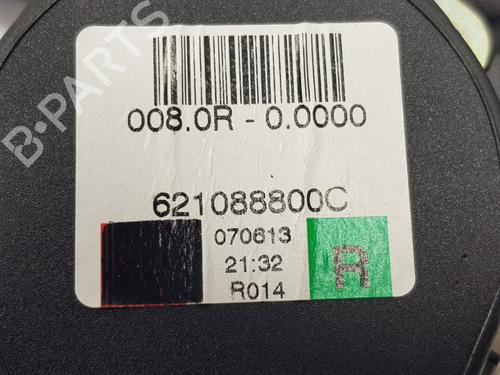 B-PARTS
008.0R - 0.0000
621088800C
070613
21:32
R014
R